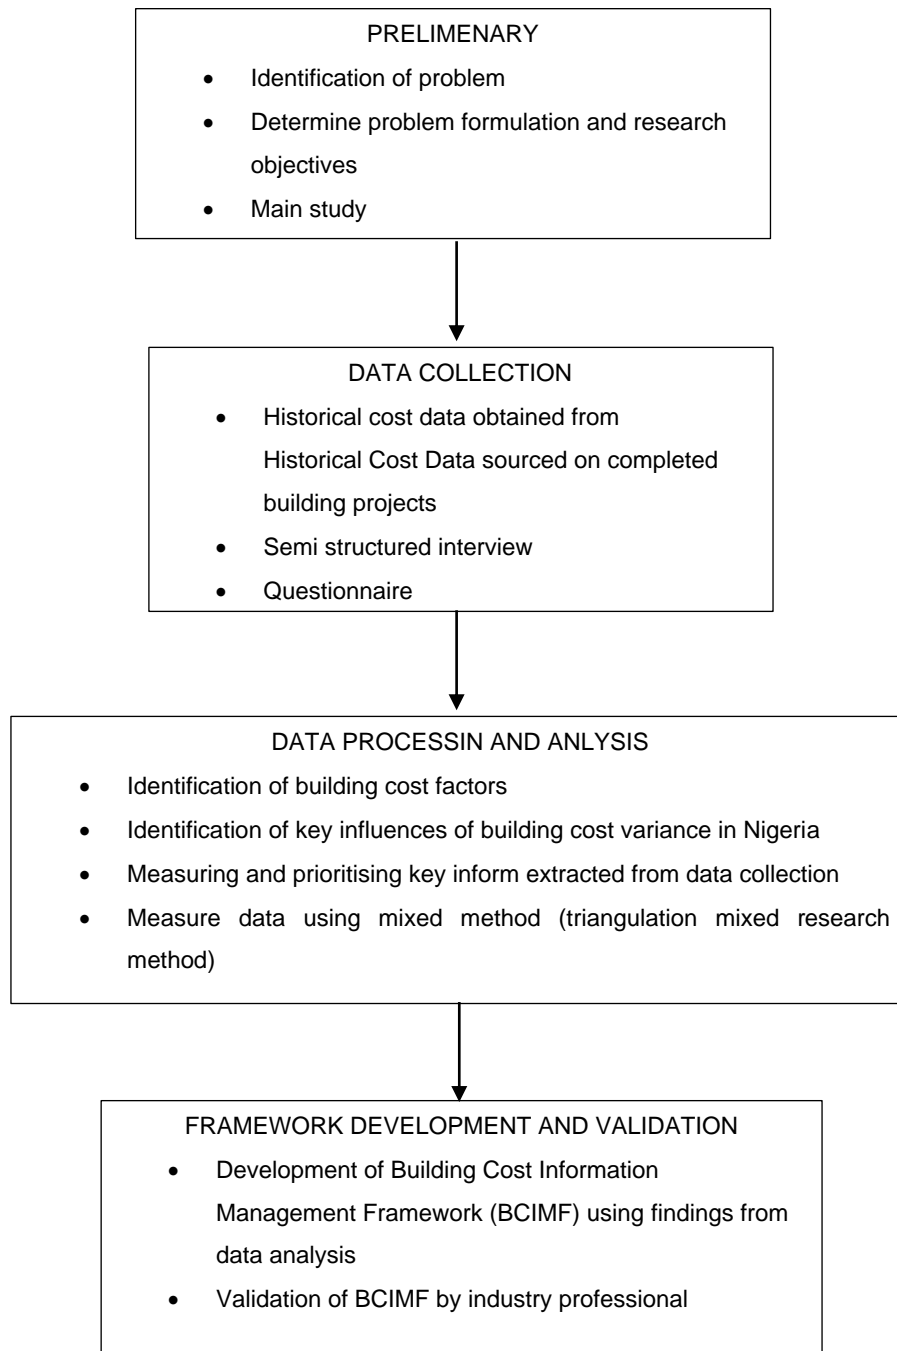 PRELIMENARY
• Identification of problem
• Determine problem formulation and research
objectives
• Main study
DATA COLLECTION
• Historical cost data obtained from
Historical Cost Data sourced on completed
building projects
• Semi structured interview
• Questionnaire
DATA PROCESSIN AND ANLYSIS
• Identification of building cost factors
• Identification of key influences of building cost variance in Nigeria
• Measuring and prioritising key inform extracted from data collection
• Measure data using mixed method (triangulation mixed research
method)
FRAMEWORK DEVELOPMENT AND VALIDATION
• Development of Building Cost Information
Management Framework (BCIMF) using findings from
data analysis
• Validation of BCIMF by industry professional